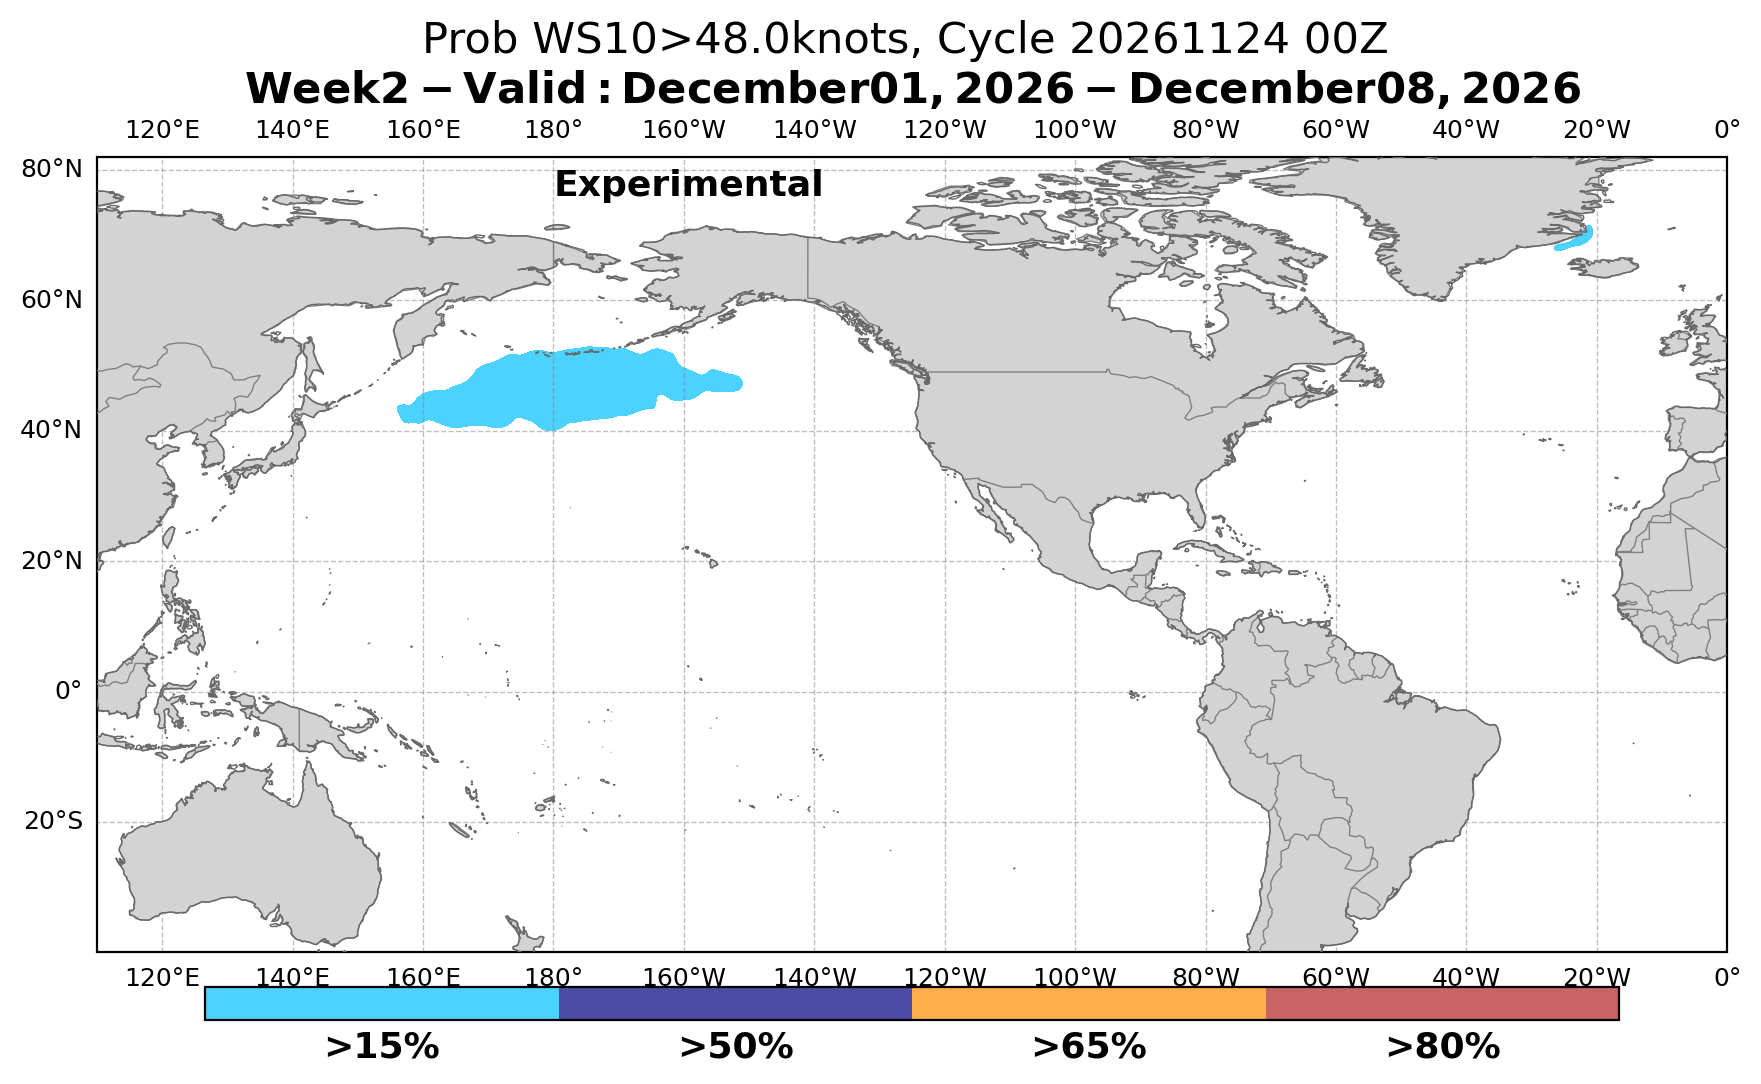 Prob WS10>48.0knots, Cycle 20261124 00Z
Week2 − Valid : December01, 2026 − December08, 2026
120°E 140°E 160°E 180° 160°W 140°W 120°W 100°W 80°W 60°W 40°W 20°W 0°
80°N
Experimental
60°N
40°N
20°N
0°
20°S
120°E 140°E 160°E 180° 160°W 140°W 120°W 100°W 80°W 60°W 40°W 20°W 0°
>15% >50% >65% >80%